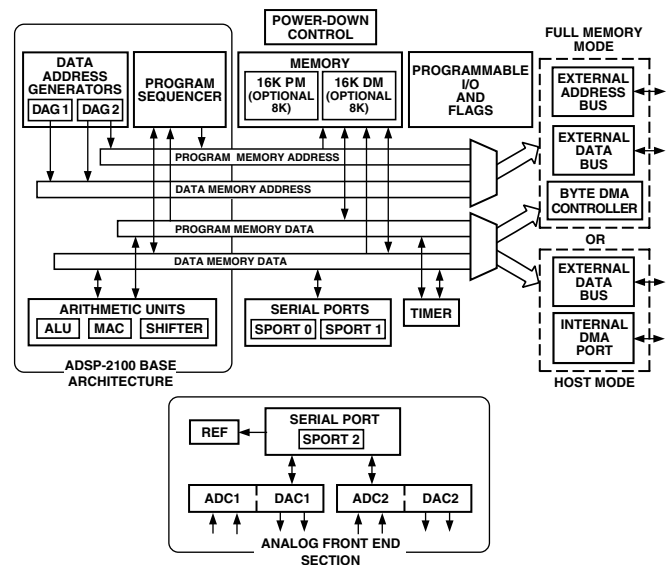 POWER-DOWN
CONTROL
FULL MEMORY
MODE
DATA
ADDRESS
GENERATORS
DAG 1
DAG 2
PROGRAM
SEQUENCER
MEMORY
16K PM
(OPTIONAL
8K)
16K DM
(OPTIONAL
8K)
PROGRAMMABLE
I/O
AND
FLAGS
EXTERNAL
ADDRESS
BUS
EXTERNAL
DATA
BUS
BYTE DMA
CONTROLLER
OR
EXTERNAL
DATA
BUS
INTERNAL
DMA
PORT
HOST MODE
PROGRAM MEMORY ADDRESS
DATA MEMORY ADDRESS
PROGRAM MEMORY DATA
DATA MEMORY DATA
ARITHMETIC UNITS
ALU
MAC
SHIFTER
SERIAL PORTS
SPORT 0
SPORT 1
TIMER
ADSP-2100 BASE
ARCHITECTURE
REF
SERIAL PORT
SPORT 2
ADC1
DAC1
ADC2
DAC2
ANALOG FRONT END
SECTION